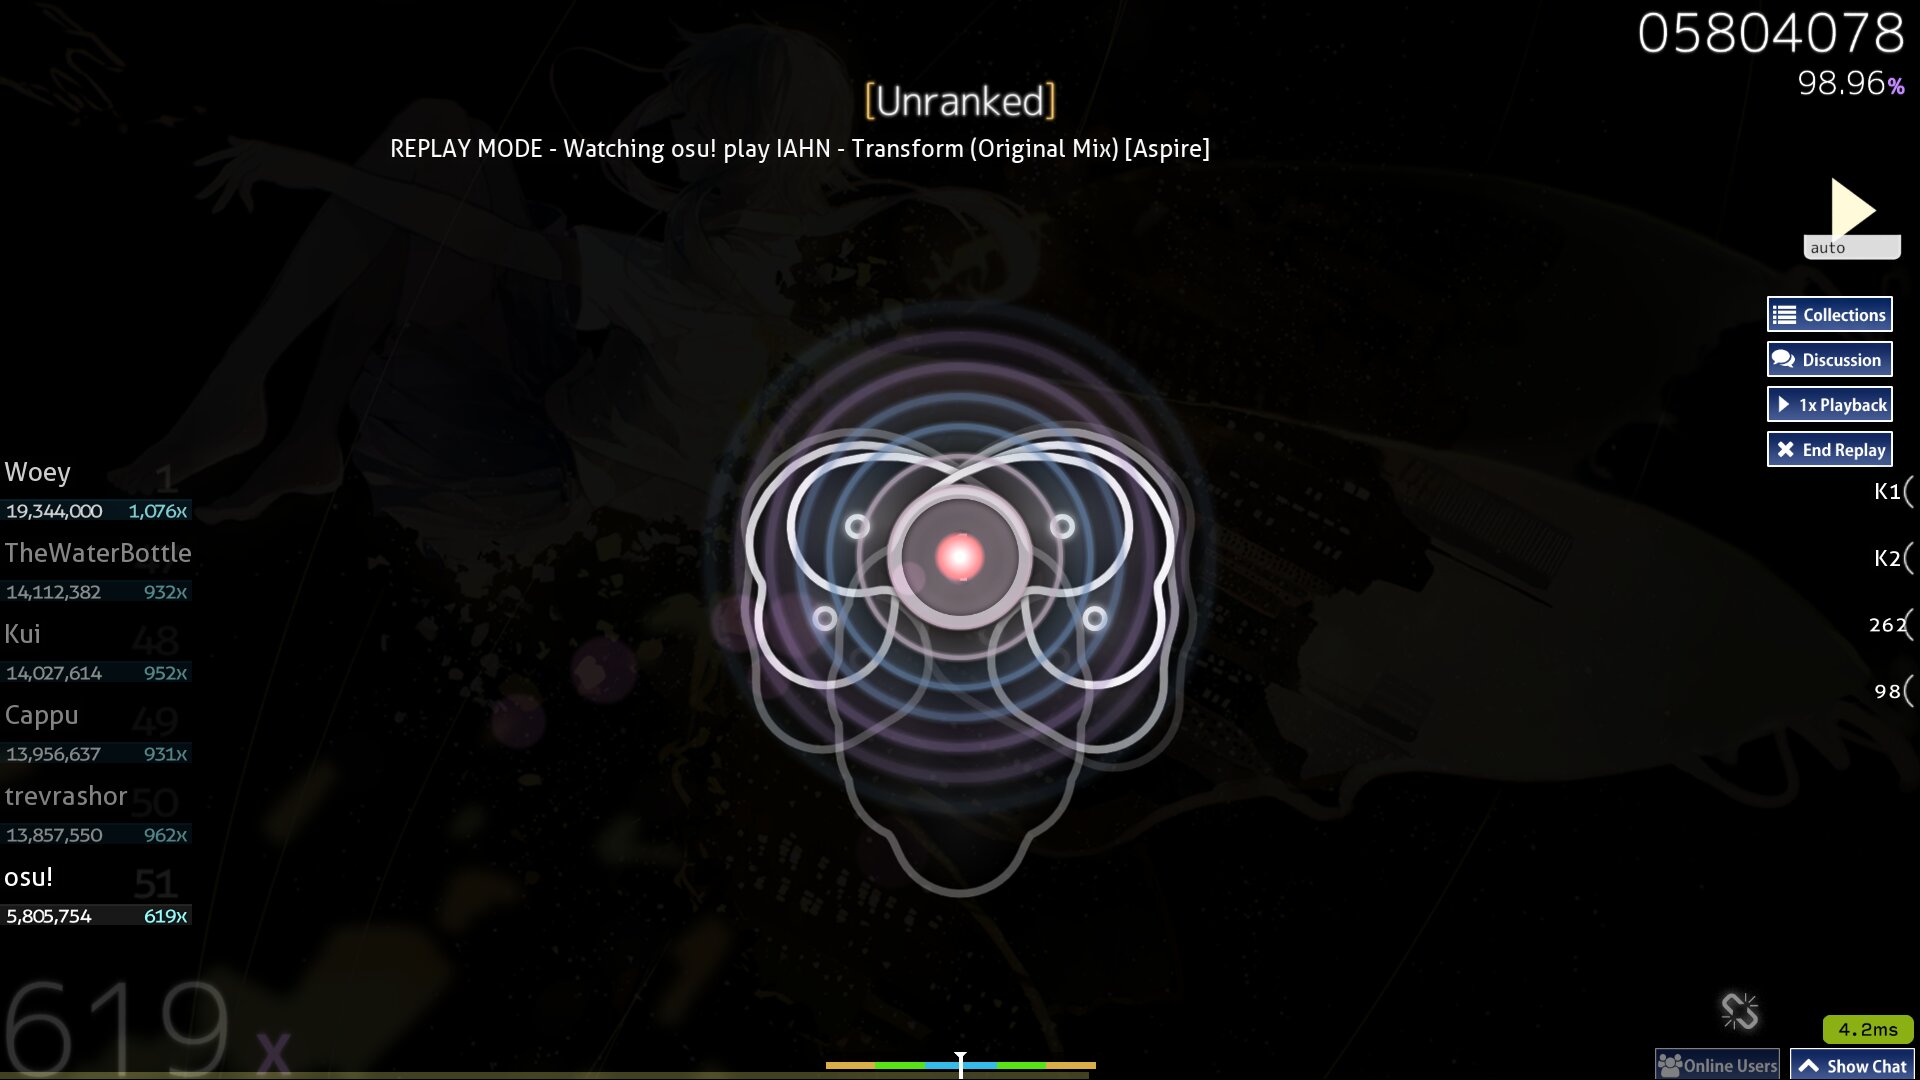 05804078
98.96%
[Unranked]
REPLAY MODE - Watching osu! play IAHN - Transform (Original Mix) [Aspire]
auto
Collections
Discussion
1x Playback
End Replay
K1
K2
262
98
Woey 1
19,344,000 1,076x
TheWaterBottle
14,112,382 932x
Kui 48
14,027,614 952x
Cappu 49
13,956,637 931x
trevrashor 50
13,857,550 962x
osu! 51
5,805,754 619x
619x
4.2ms
Online Users
Show Chat